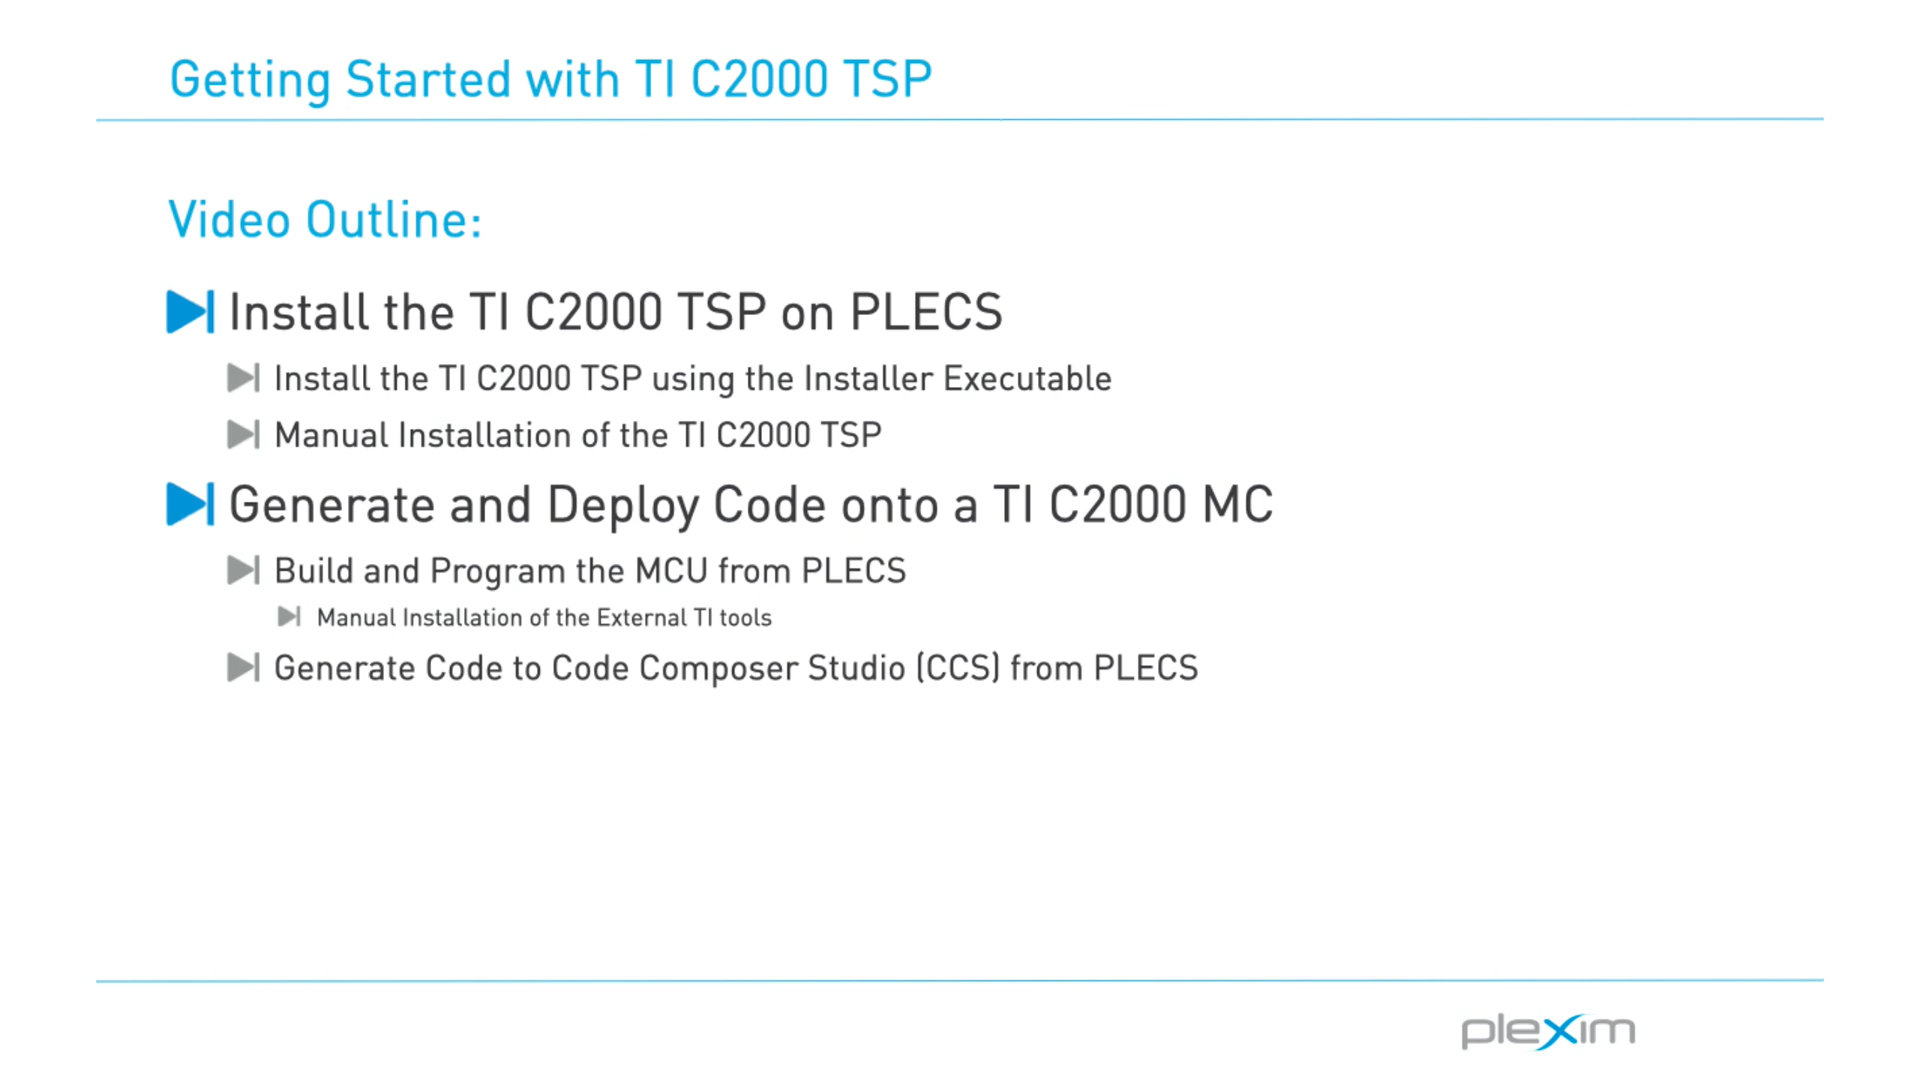 Getting Started with TI C2000 TSP
Video Outline:
Install the TI C2000 TSP on PLECS
Install the TI C2000 TSP using the Installer Executable
Manual Installation of the TI C2000 TSP
Generate and Deploy Code onto a TI C2000 MC
Build and Program the MCU from PLECS
Manual Installation of the External TI tools
Generate Code to Code Composer Studio (CCS) from PLECS
plexim